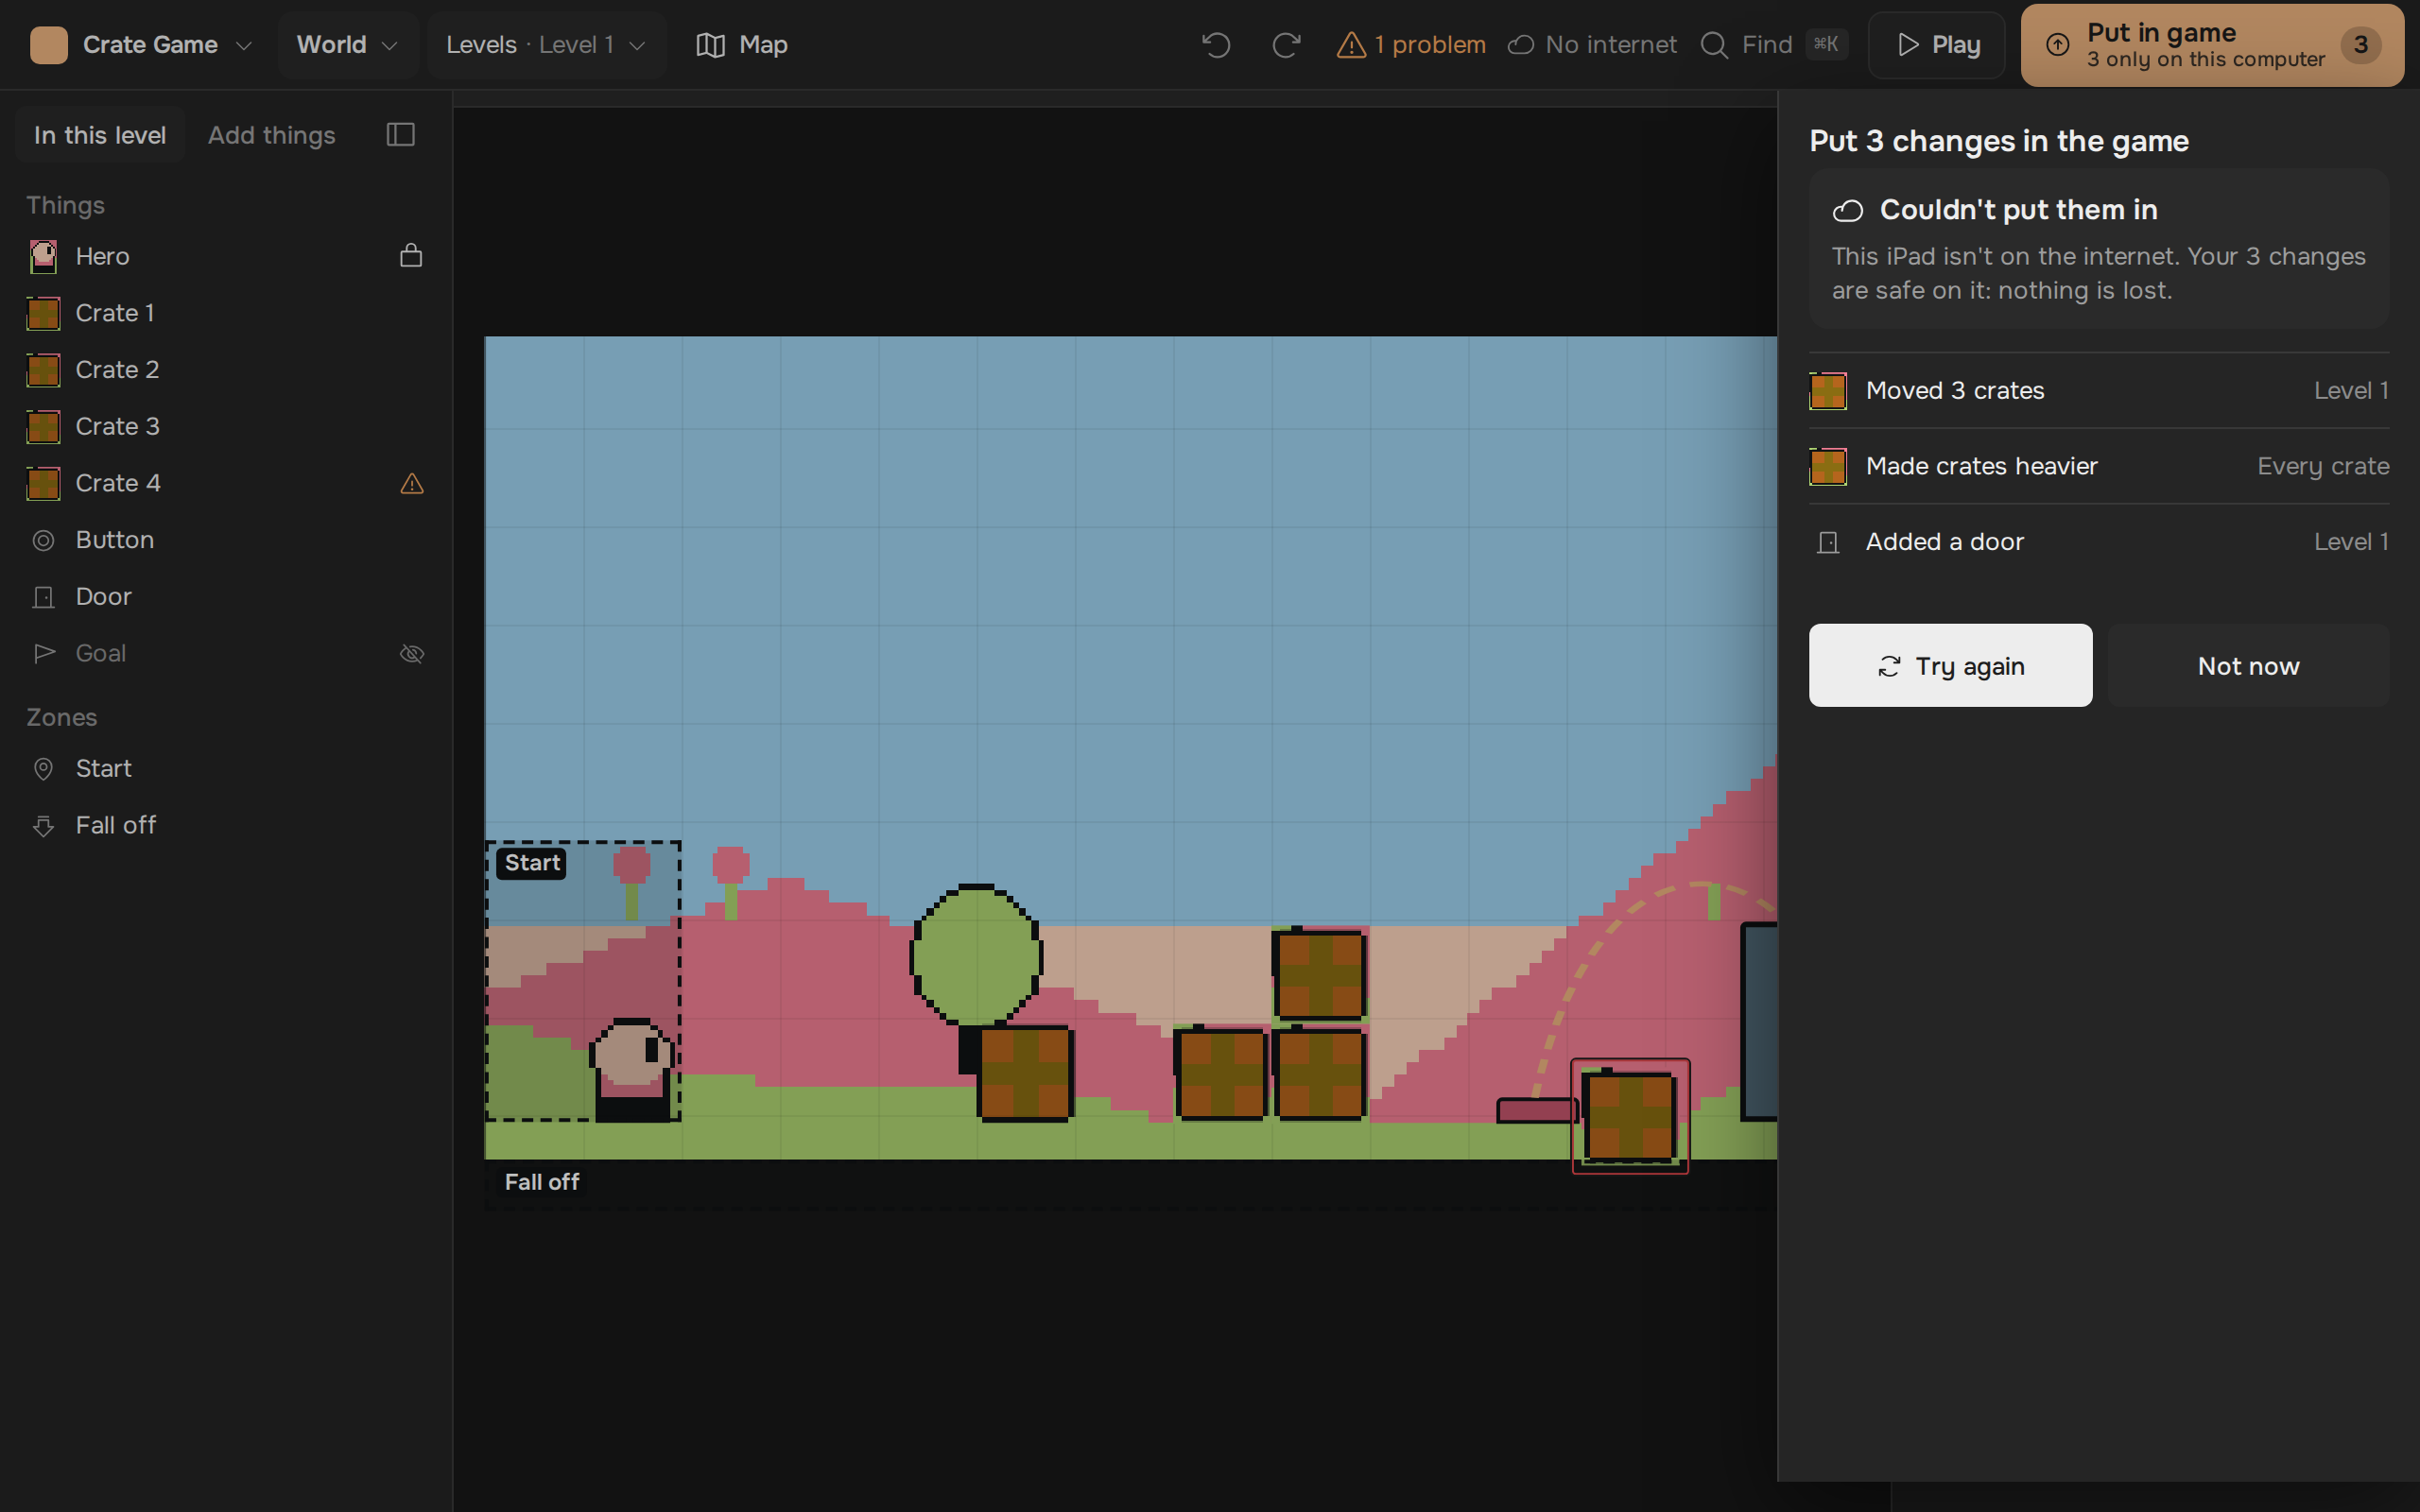 Crate Game
World
Levels · Level 1
Map
1 problem
No internet
Find
⌘K
Play
Put in game
3 only on this computer
3
In this level
Add things
Things
Hero
Crate 1
Crate 2
Crate 3
Crate 4
Button
Door
Goal
Zones
Start
Fall off
Start
Fall off
Put 3 changes in the game
Couldn't put them in
This iPad isn't on the internet. Your 3 changes
are safe on it: nothing is lost.
Moved 3 crates
Level 1
Made crates heavier
Every crate
Added a door
Level 1
Try again
Not now